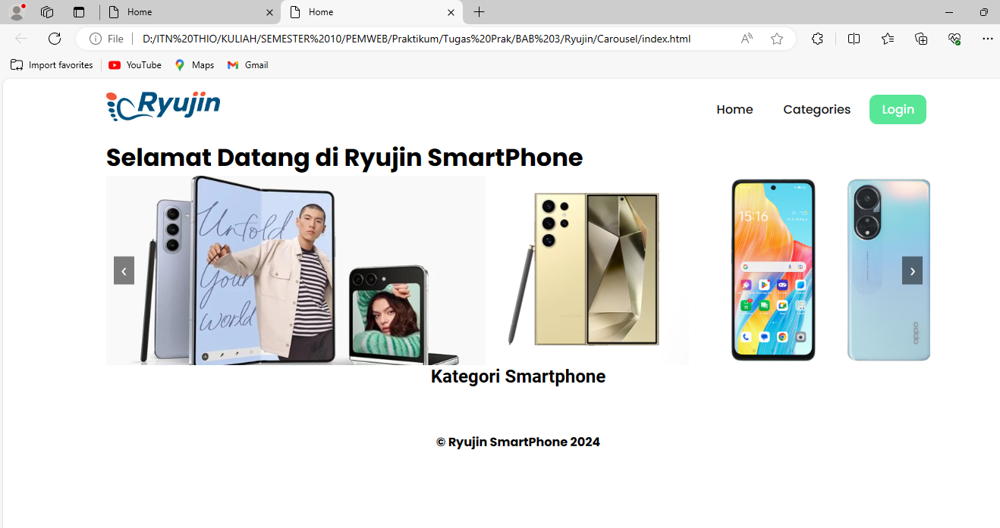 Home
Home
File
D:/ITN%20THIO/KULIAH/SEMESTER%2010/PEMWEB/Praktikum/Tugas%20Prak/BAB%203/Ryujin/Carousel/index.html
Import favorites
YouTube
Maps
Gmail
Ryujin
Home
Categories
Login
Selamat Datang di Ryujin SmartPhone
Unfold
Your
world
15:16
oppo
Kategori Smartphone
© Ryujin SmartPhone 2024